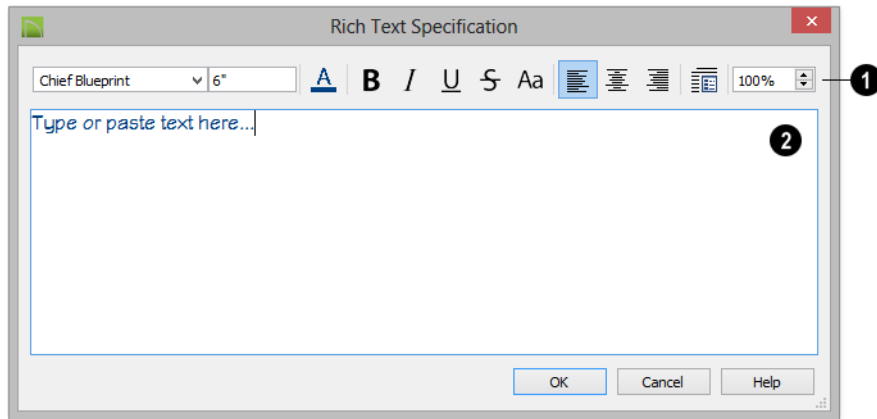 Rich Text Specification
Chief Blueprint 6" A B I U S Aa 100% 1
Type or paste text here...
2
OK Cancel Help